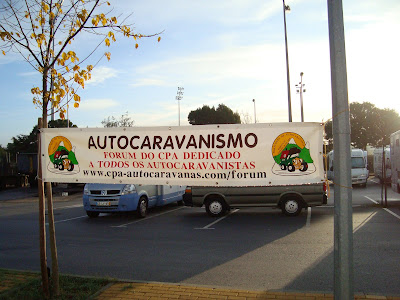 AUTOCARAVANISMO
FORUM DO CPA DEDICADO
A TODOS OS AUTOCARAVANISTAS
www.cpa-autocaravanas.com/forum